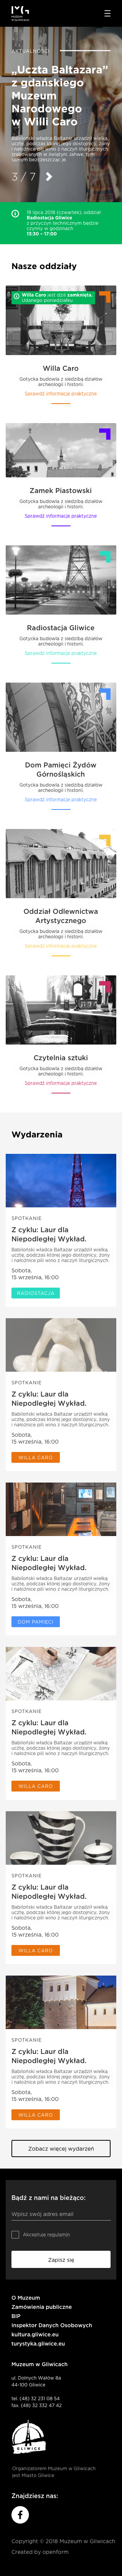 MUZEUM
W GLIWICACH
AKTUALNOŚCI
„Uczta Baltazara”
z gdańskiego
Muzeum
Narodowego
w Willi Caro
Babiloński władca Baltazar urządził wielką
ucztę, podczas której jego dostojnicy, żony
i nałożnice pili wino z naczyń liturgicznych
3 / 7
19 lipca 2018 (czwartek), oddział
Radiostacja Gliwice
z przyczyn technicznym będzie
czynny w godzinach
13:30 - 17:00
Nasze oddziały
Willa Caro jest dziś zamknięta.
Udanego poniedziałku
Willa Caro
Gotycka budowla z siedzibą działów
archeologii i historii.
Sprawdź informacje praktyczne
Zamek Piastowski
Gotycka budowla z siedzibą działów
archeologii i historii.
Sprawdź informacje praktyczne
Radiostacja Gliwice
Gotycka budowla z siedzibą działów
archeologii i historii.
Sprawdź informacje praktyczne
Dom Pamięci Żydów
Górnośląskich
Gotycka budowla z siedzibą działów
archeologii i historii.
Sprawdź informacje praktyczne
Oddział Odlewnictwa
Artystycznego
Gotycka budowla z siedzibą działów
archeologii i historii.
Sprawdź informacje praktyczne
Czytelnia sztuki
Gotycka budowla z siedzibą działów
archeologii i historii.
Sprawdź informacje praktyczne
Wydarzenia
SPOTKANIE
Z cyklu: Laur dla
Niepodległej Wykład.
Babiloński władca Baltazar urządził wielką
ucztę, podczas której jego dostojnicy, żony
i nałożnice pili wino z naczyń liturgicznych.
Sobota,
15 września, 16:00
RADIOSTACJA
SPOTKANIE
Z cyklu: Laur dla
Niepodległej Wykład.
Babiloński władca Baltazar urządził wielką
ucztę, podczas której jego dostojnicy, żony
i nałożnice pili wino z naczyń liturgicznych.
Sobota,
15 września, 16:00
WILLA CARO
SPOTKANIE
Z cyklu: Laur dla
Niepodległej Wykład.
Babiloński władca Baltazar urządził wielką
ucztę, podczas której jego dostojnicy, żony
i nałożnice pili wino z naczyń liturgicznych.
Sobota,
15 września, 16:00
DOM PAMIĘCI
SPOTKANIE
Z cyklu: Laur dla
Niepodległej Wykład.
Babiloński władca Baltazar urządził wielką
ucztę, podczas której jego dostojnicy, żony
i nałożnice pili wino z naczyń liturgicznych.
Sobota,
15 września, 16:00
WILLA CARO
SPOTKANIE
Z cyklu: Laur dla
Niepodległej Wykład.
Babiloński władca Baltazar urządził wielką
ucztę, podczas której jego dostojnicy, żony
i nałożnice pili wino z naczyń liturgicznych.
Sobota,
15 września, 16:00
WILLA CARO
SPOTKANIE
Z cyklu: Laur dla
Niepodległej Wykład.
Babiloński władca Baltazar urządził wielką
ucztę, podczas której jego dostojnicy, żony
i nałożnice pili wino z naczyń liturgicznych.
Sobota,
15 września, 16:00
WILLA CARO
Zobacz więcej wydarzeń
Bądź z nami na bieżąco:
Wpisz swój adres email
Akceptuje regulamin
Zapisz się
O Muzeum
Zamówienia publiczne
BIP
Inspektor Danych Osobowych
kultura.gliwice.eu
turystyka.gliwice.eu
Muzeum w Gliwicach
ul. Dolnych Wałów 8a
44-100 Gliwice
tel. (48) 32 231 08 54
fax. (48) 32 332 47 42
GLIWICE
Organizatorem Muzeum w Gliwicach
jest Miasto Gliwice
Znajdziesz nas:
Copyright © 2018 Muzeum w Gliwicach
Created by openform